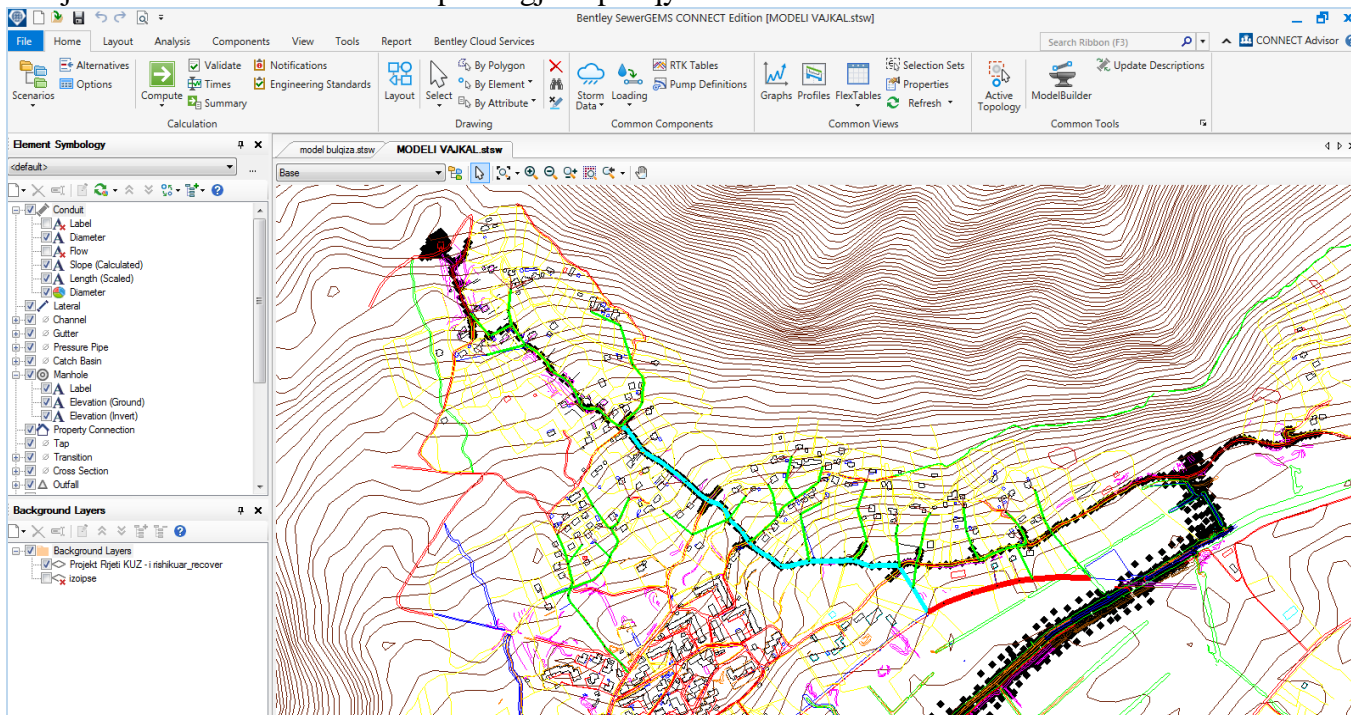 Bentley SewerGEMS CONNECT Edition [MODELI VAJKAL.stsw]
File Home Layout Analysis Components View Tools Report Bentley Cloud Services Search Ribbon (F3) CONNECT Advisor
Scenarios
Alternatives
Options
Compute
Validate
Times
Summary
Notifications
Engineering Standards
Calculation
Layout
Select
By Polygon
By Element
By Attribute
Drawing
Storm Data
Loading
RTK Tables
Pump Definitions
Common Components
Graphs
Profiles
FlexTables
Selection Sets
Properties
Refresh
Common Views
Active Topology
ModelBuilder
Update Descriptions
Common Tools
Element Symbology
<default>
Conduit
Label
Diameter
Flow
Slope (Calculated)
Length (Scaled)
Diameter
Lateral
Channel
Gutter
Pressure Pipe
Catch Basin
Manhole
Label
Elevation (Ground)
Elevation (Invert)
Property Connection
Tap
Transition
Cross Section
Outfall
Background Layers
Background Layers
Projekt Rrjeti KUZ - i rishikuar_recover
izoipse
model bulqiza.stsw
MODELI VAJKAL.stsw
Base